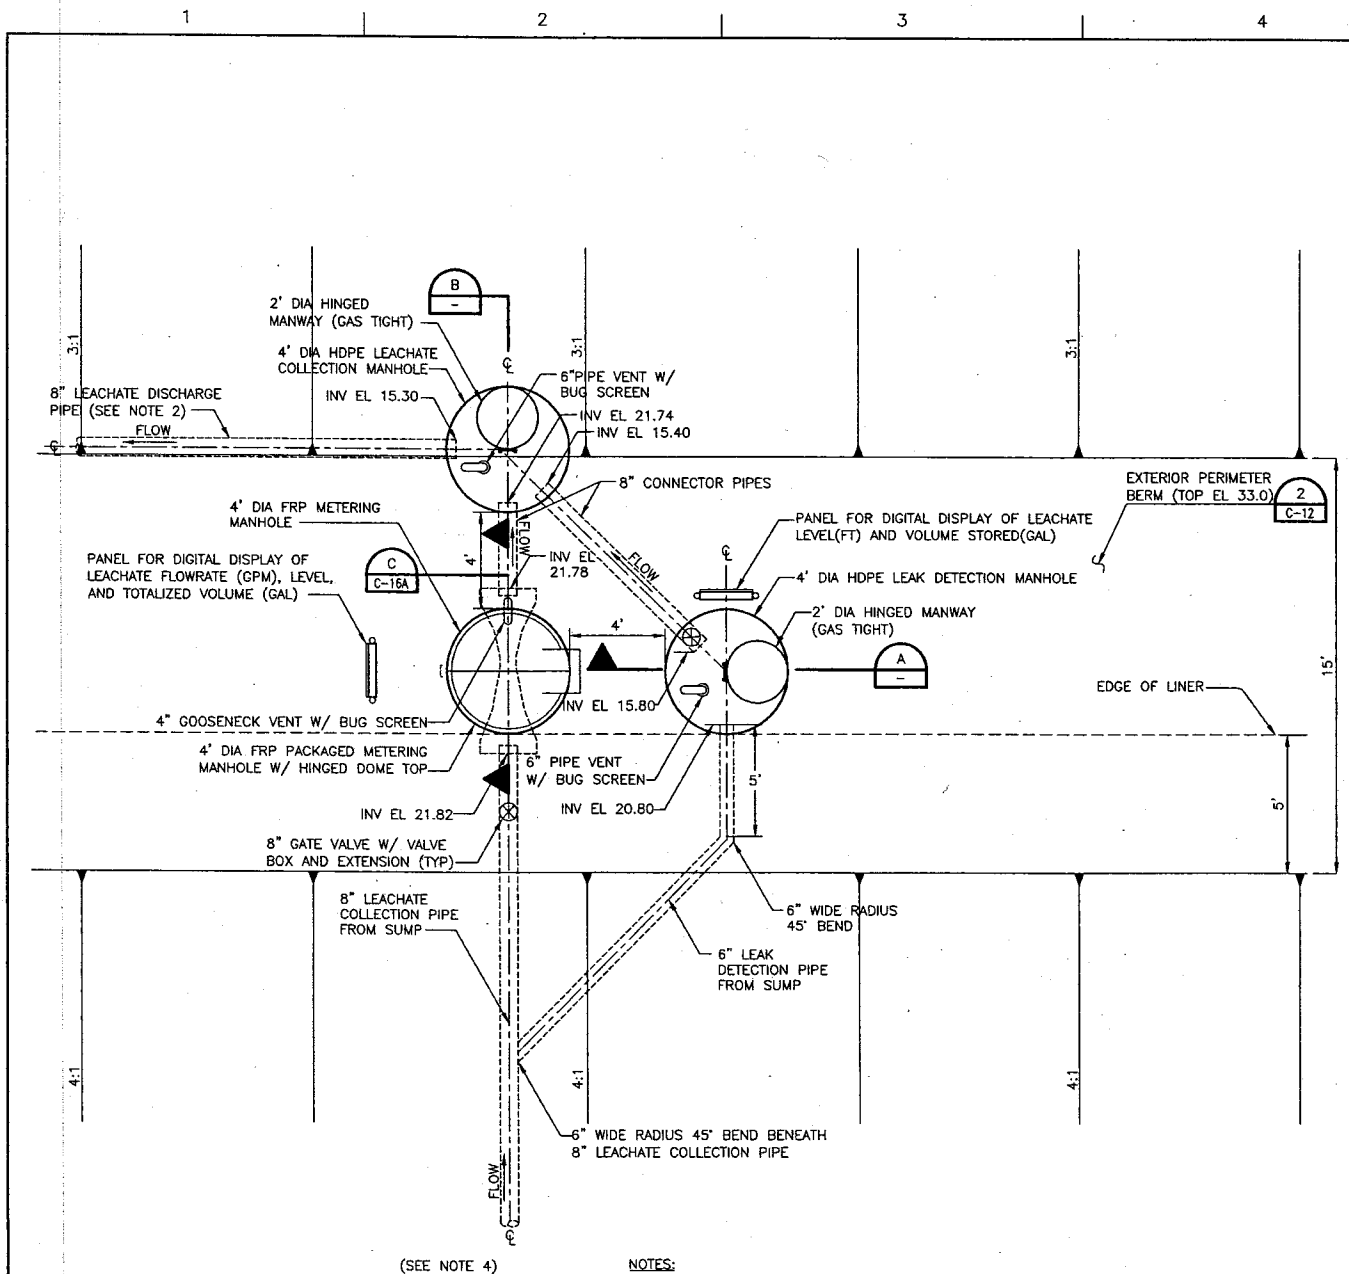 1
2
3
4
B
-
2' DIA HINGED
MANWAY (GAS TIGHT)
4' DIA HDPE LEACHATE
COLLECTION MANHOLE
INV EL 15.30
8" LEACHATE DISCHARGE
PIPE (SEE NOTE 2)
FLOW
3:1
3:1
3:1
6"PIPE VENT W/
BUG SCREEN
INV EL 21.74
INV EL 15.40
8" CONNECTOR PIPES
4' DIA FRP METERING
MANHOLE
4'
FLOW
INV EL
21.78
FLOW
PANEL FOR DIGITAL DISPLAY OF LEACHATE
LEVEL(FT) AND VOLUME STORED(GAL)
EXTERIOR PERIMETER
BERM (TOP EL 33.0)
2
C-12
PANEL FOR DIGITAL DISPLAY OF
LEACHATE FLOWRATE (GPM), LEVEL,
AND TOTALIZED VOLUME (GAL)
C
C-16A
4' DIA HDPE LEAK DETECTION MANHOLE
2' DIA HINGED MANWAY
(GAS TIGHT)
4'
A
-
15'
EDGE OF LINER
INV EL 15.80
4" GOOSENECK VENT W/ BUG SCREEN
4' DIA FRP PACKAGED METERING
MANHOLE W/ HINGED DOME TOP
6" PIPE VENT
W/ BUG SCREEN
5'
5'
INV EL 21.82
INV EL 20.80
8" GATE VALVE W/ VALVE
BOX AND EXTENSION (TYP)
8" LEACHATE
COLLECTION PIPE
FROM SUMP
6" WIDE RADIUS
45° BEND
6" LEAK
DETECTION PIPE
FROM SUMP
4:1
4:1
4:1
6" WIDE RADIUS 45° BEND BENEATH
8" LEACHATE COLLECTION PIPE
FLOW
(SEE NOTE 4)
NOTES: